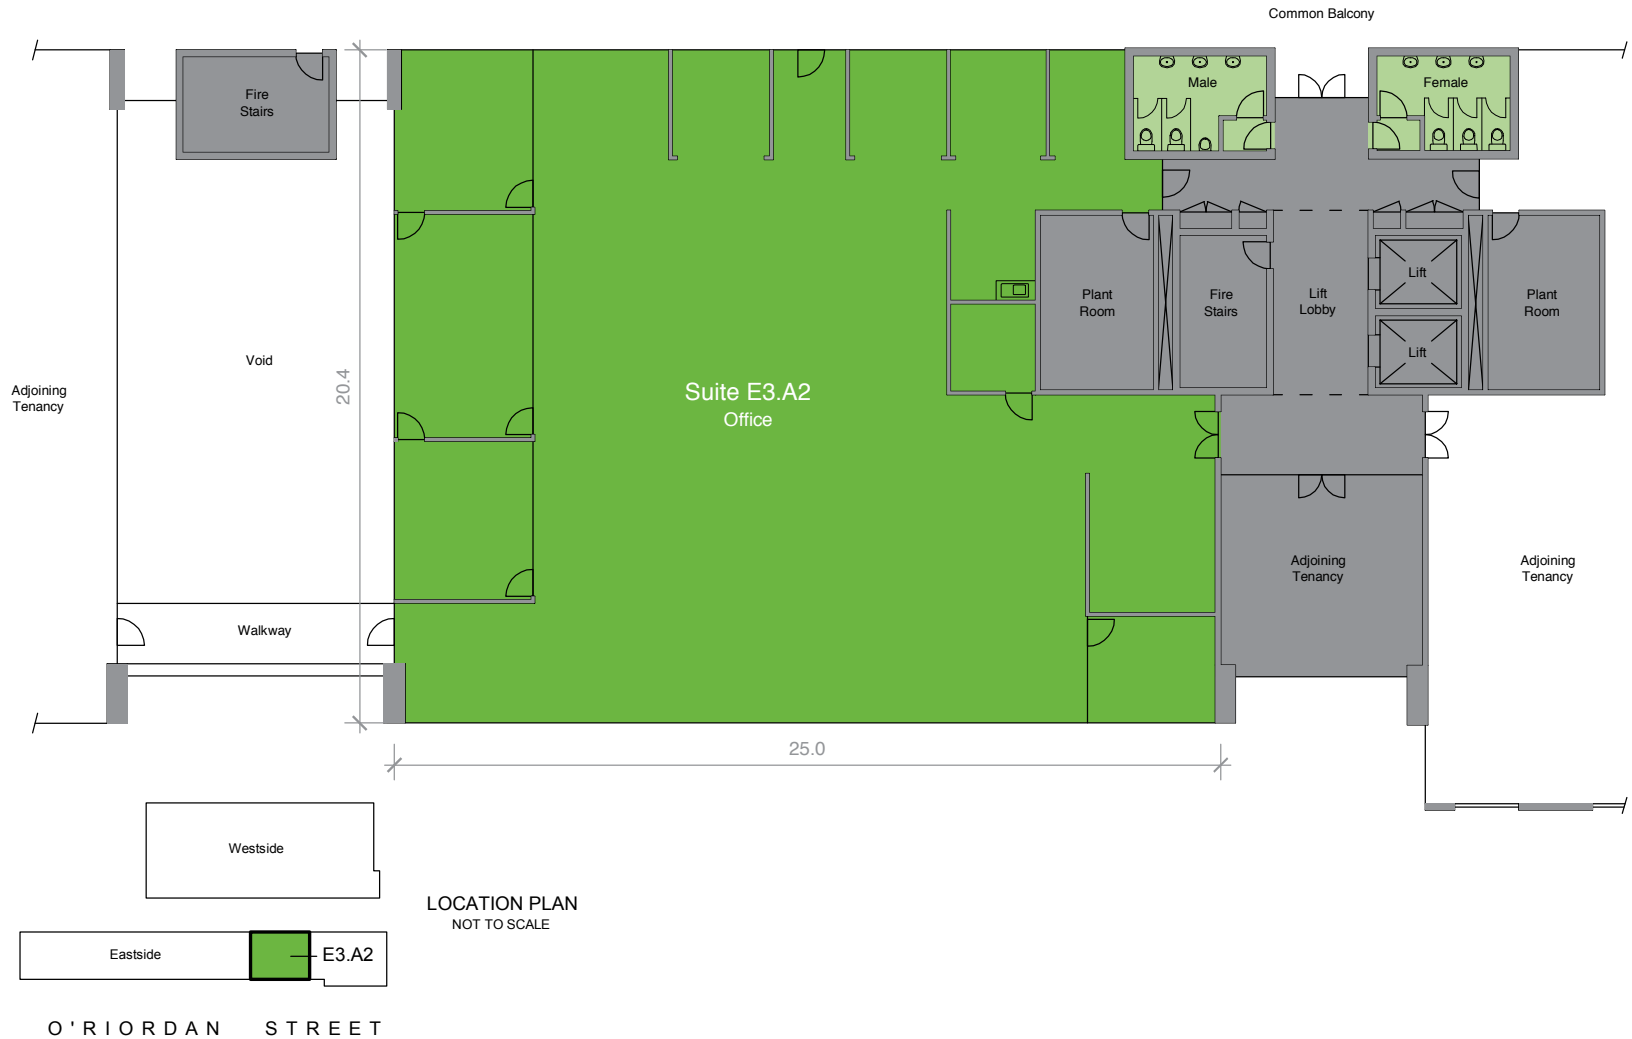 Common Balcony
Fire
Stairs
Male
Female
Void
Adjoining
Tenancy
20.4
Suite E3.A2
Office
Plant
Room
Fire
Stairs
Lift
Lobby
Lift
Lift
Plant
Room
Walkway
Adjoining
Tenancy
Adjoining
Tenancy
25.0
Westside
LOCATION PLAN
NOT TO SCALE
Eastside
E3.A2
O'RIORDAN STREET